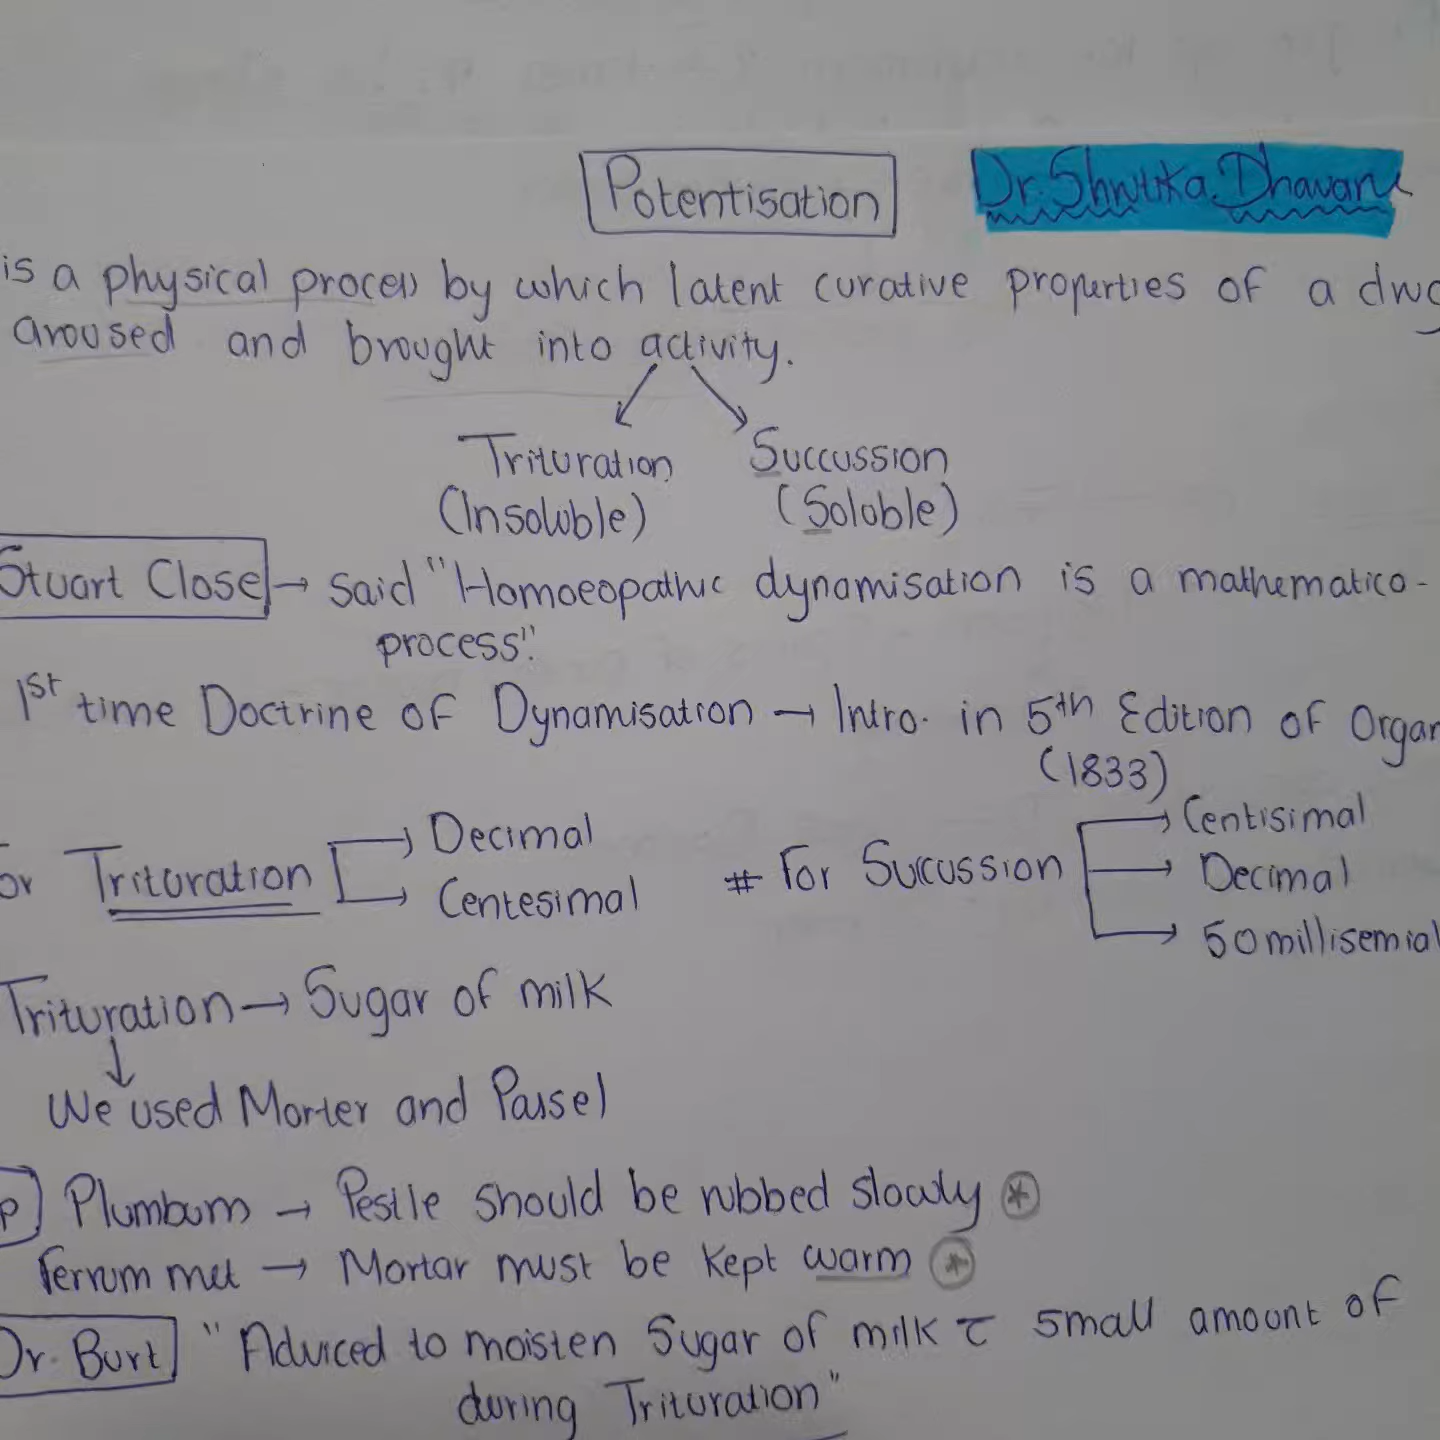 Potentisation Dr. Shrutika Dhavane
is a physical process by which latent curative properties of a drug
aroused and brought into activity.
Trituration Succussion
(Insoluble) (Soluble)
Stuart Close → said "Homoeopathic dynamisation is a mathematico-
process".
1st time Doctrine of Dynamisation → Intro. in 5th Edition of Organ
(1833)
or Trituration → Decimal
→ Centesimal
# For Succussion → Centisimal
→ Decimal
→ 50 millisemial
Trituration → Sugar of milk
↓
We used Morter and Passel
P Plumbum → Pestle should be rubbed slowly *
Ferrum met → Mortar must be kept warm *
Dr. Burt "Adviced to moisten Sugar of milk c̄ small amount of
during Trituration"